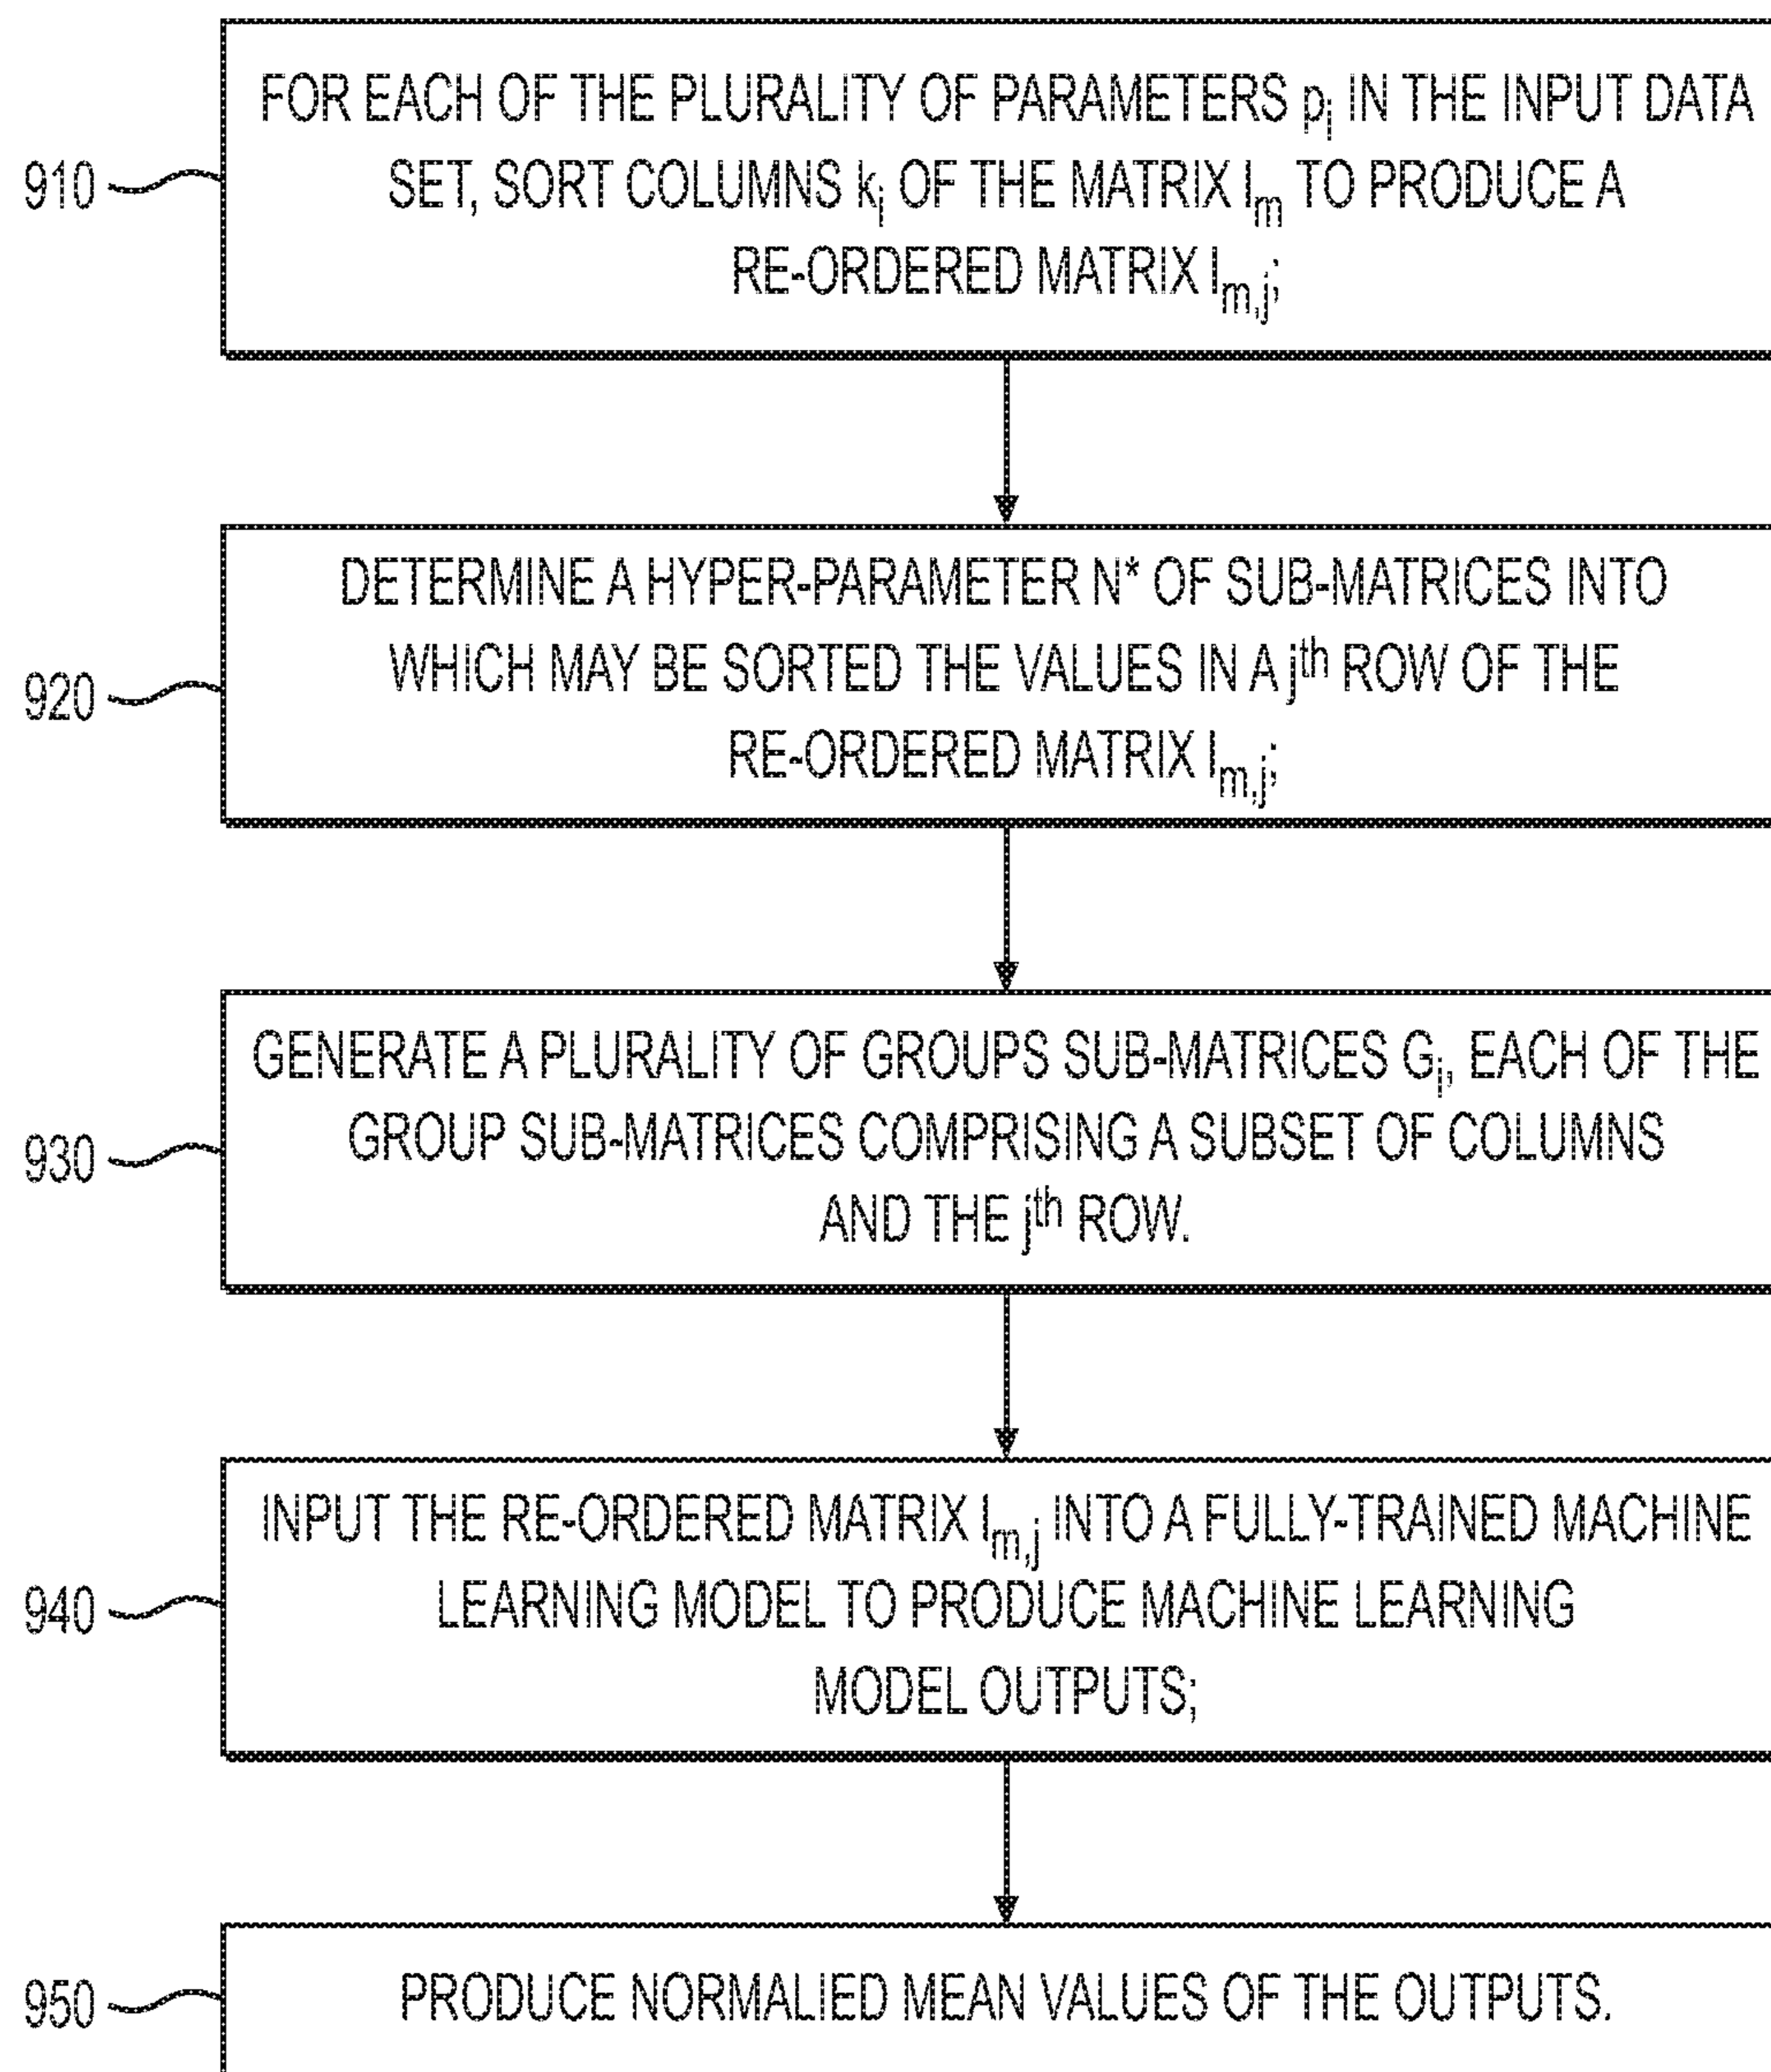 910
FOR EACH OF THE PLURALITY OF PARAMETERS pᵢ IN THE INPUT DATA
SET, SORT COLUMNS kᵢ OF THE MATRIX Iₘ TO PRODUCE A
RE-ORDERED MATRIX I_m,j;
920
DETERMINE A HYPER-PARAMETER N* OF SUB-MATRICES INTO
WHICH MAY BE SORTED THE VALUES IN A jᵗʰ ROW OF THE
RE-ORDERED MATRIX I_m,j;
930
GENERATE A PLURALITY OF GROUPS SUB-MATRICES Gᵢ, EACH OF THE
GROUP SUB-MATRICES COMPRISING A SUBSET OF COLUMNS
AND THE jᵗʰ ROW.
940
INPUT THE RE-ORDERED MATRIX I_m,j INTO A FULLY-TRAINED MACHINE
LEARNING MODEL TO PRODUCE MACHINE LEARNING
MODEL OUTPUTS;
950
PRODUCE NORMALIED MEAN VALUES OF THE OUTPUTS.